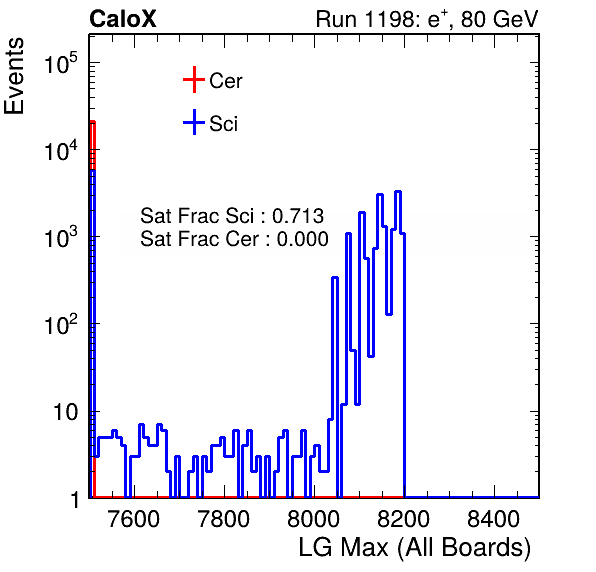 CaloX Run 1198: e⁺, 80 GeV
Events
10⁵
Cer
Sci
10⁴
Sat Frac Sci : 0.713
Sat Frac Cer : 0.000
10³
10²
10
1
7600 7800 8000 8200 8400
LG Max (All Boards)